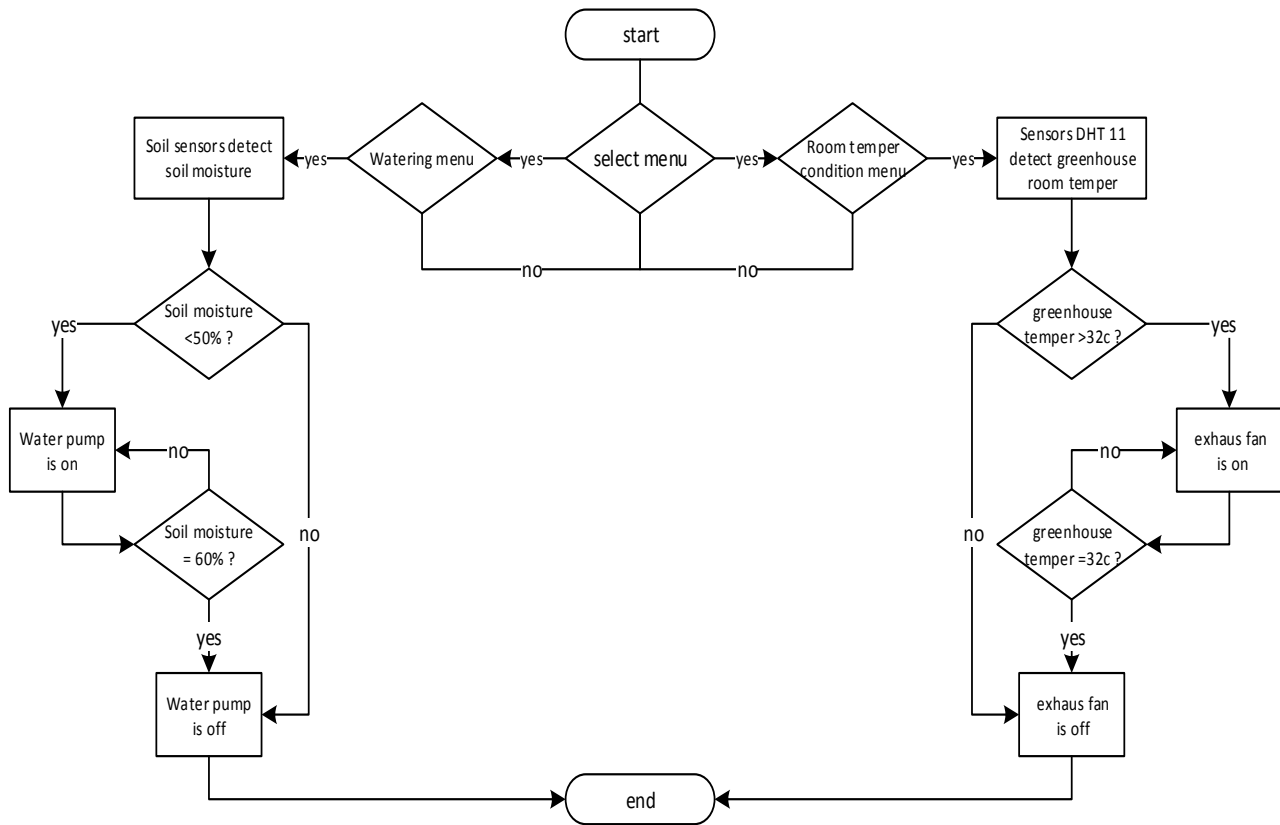 start
Soil sensors detect
soil moisture
yes
Watering menu
yes
select menu
yes
Room temper
condition menu
yes
Sensors DHT 11
detect greenhouse
room temper
no
no
Soil moisture
<50% ?
yes
greenhouse
temper >32c ?
yes
Water pump
is on
no
no
exhaus fan
is on
Soil moisture
= 60% ?
no
no
greenhouse
temper =32c ?
yes
yes
Water pump
is off
exhaus fan
is off
end